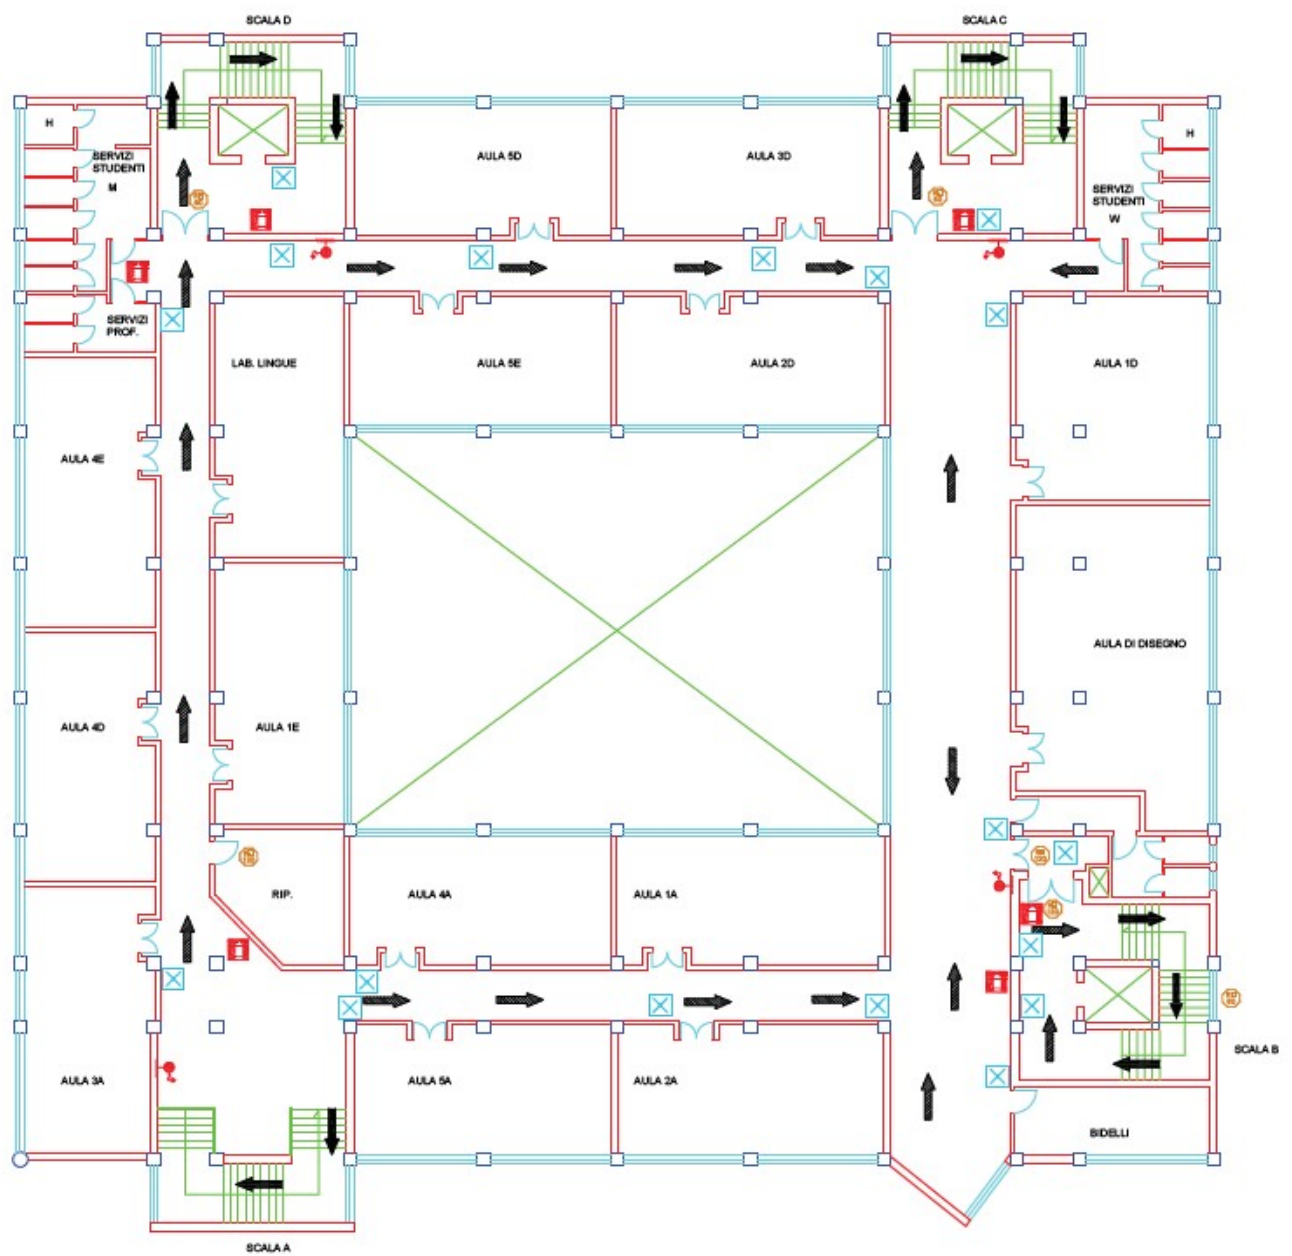 SCALA D
SCALA C
H
SERVIZI
STUDENTI
M
AULA 5D
AULA 3D
H
SERVIZI
STUDENTI
W
SERVIZI
PROF.
LAB. LINGUE
AULA 5E
AULA 2D
AULA 1D
AULA 4E
AULA DI DISEGNO
AULA 4D
AULA 1E
RIP.
AULA 4A
AULA 1A
SCALA B
AULA 3A
AULA 5A
AULA 2A
BIDELLI
SCALA A